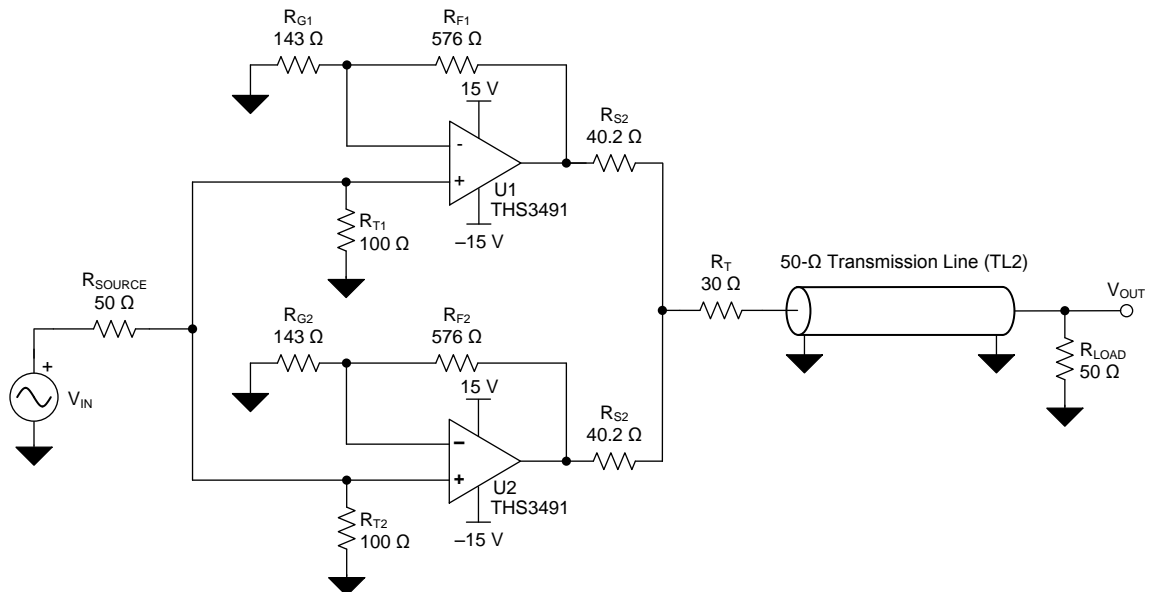 RG1
143 Ω
RF1
576 Ω
15 V
RS2
40.2 Ω
-
+
U1
THS3491
–15 V
RT1
100 Ω
RSOURCE
50 Ω
+
VIN
RG2
143 Ω
RF2
576 Ω
15 V
RS2
40.2 Ω
–
+
U2
THS3491
–15 V
RT2
100 Ω
RT
30 Ω
50-Ω Transmission Line (TL2)
VOUT
RLOAD
50 Ω